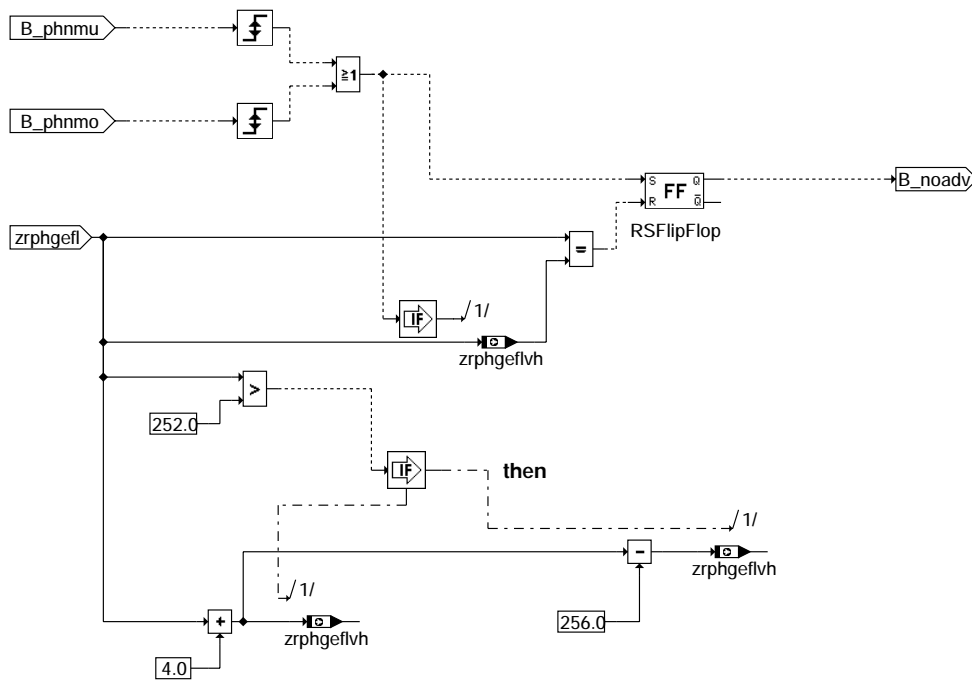 B_phnmu
≥1
B_phnmo
B_noadv
S Q
FF
R Q̅
RSFlipFlop
zrphgefl
=
IF
/1/
zrphgeflvh
>
252.0
IF
then
/1/
-
zrphgeflvh
/1/
256.0
+
zrphgeflvh
4.0